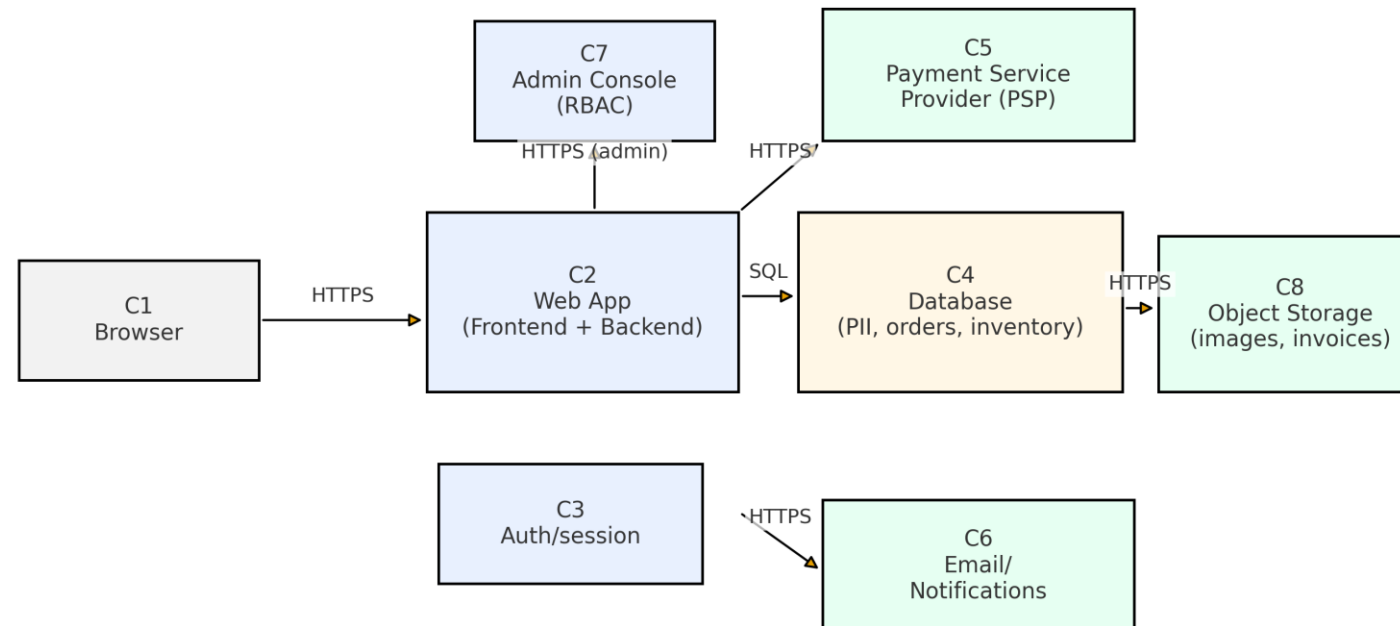 C7
Admin Console
(RBAC)
HTTPS (admin)
C5
Payment Service
Provider (PSP)
HTTPS
C1
Browser
HTTPS
C2
Web App
(Frontend + Backend)
SQL
C4
Database
(PII, orders, inventory)
HTTPS
C8
Object Storage
(images, invoices)
C3
Auth/session
HTTPS
C6
Email/
Notifications